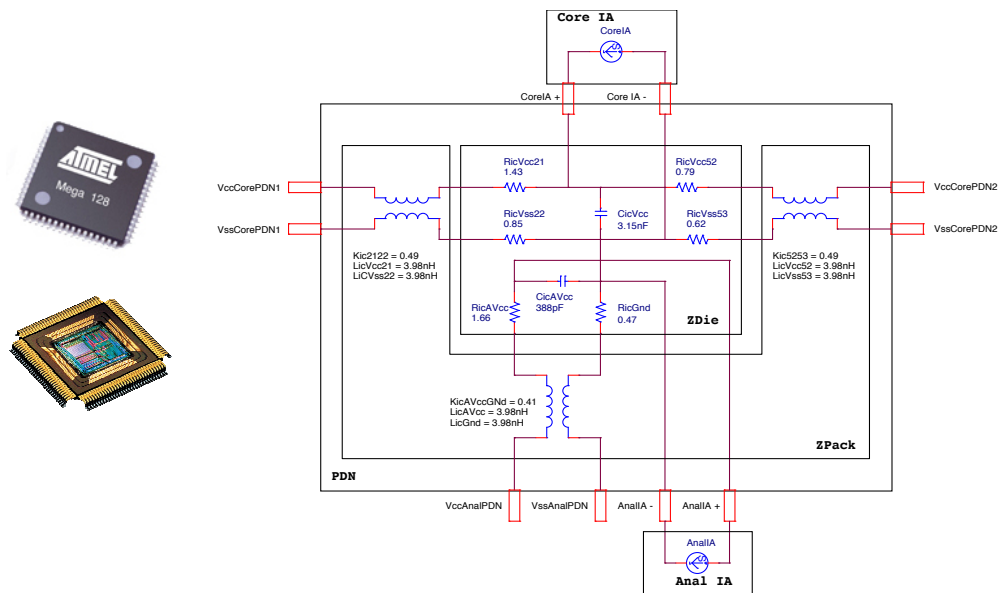 Core IA
CoreIA
CoreIA +
Core IA -
ATMEL
Mega 128
VccCorePDN1
VssCorePDN1
RicVcc21
1.43
RicVcc52
0.79
VccCorePDN2
VssCorePDN2
RicVss22
0.85
CicVcc
3.15nF
RicVss53
0.62
Kic2122 = 0.49
LicVcc21 = 3.98nH
LiCVss22 = 3.98nH
Kic5253 = 0.49
LicVcc52 = 3.98nH
LicVss53 = 3.98nH
CicAVcc
388pF
RicAVcc
1.66
RicGnd
0.47
ZDie
KicAVccGNd = 0.41
LicAVcc = 3.98nH
LicGnd = 3.98nH
ZPack
PDN
VccAnalPDN
VssAnalPDN
AnalIA -
AnalIA +
AnalIA
Anal IA